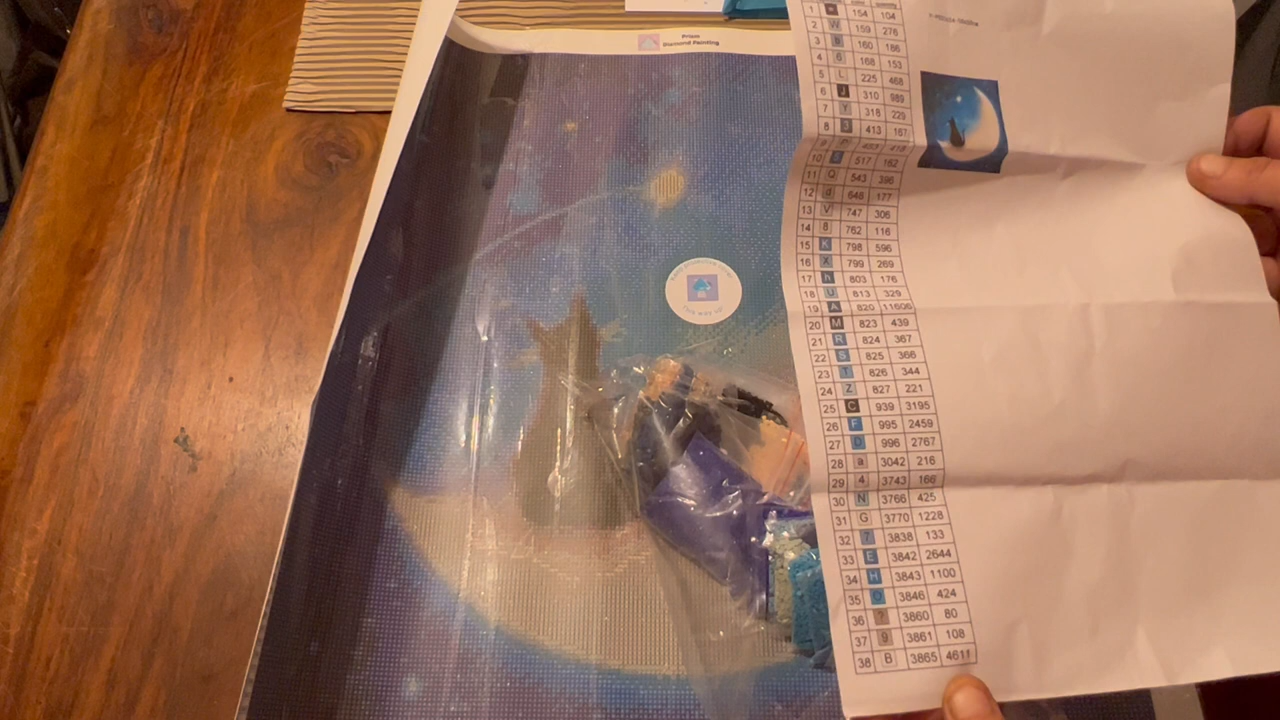 Prism
Diamond Painting
This way up
1 154 104
2 W 159 276
3 9 160 186
4 6 168 153
5 L 225 468
6 J 310 989
7 Y 318 229
8 3 413 167
10 517 162
11 Q 543 396
12 d 648 177
13 V 747 306
14 8 762 116
15 K 798 596
16 X 799 269
17 h 803 176
18 U 813 329
19 A 820 11606
20 M 823 439
21 R 824 367
22 S 825 366
23 T 826 344
24 Z 827 221
25 C 939 3195
26 F 995 2459
27 D 996 2767
28 a 3042 216
29 4 3743 166
30 N 3766 425
31 G 3770 1228
32 7 3838 133
33 E 3842 2644
34 H 3843 1100
35 O 3846 424
36 ? 3860 80
37 9 3861 108
38 B 3865 4611